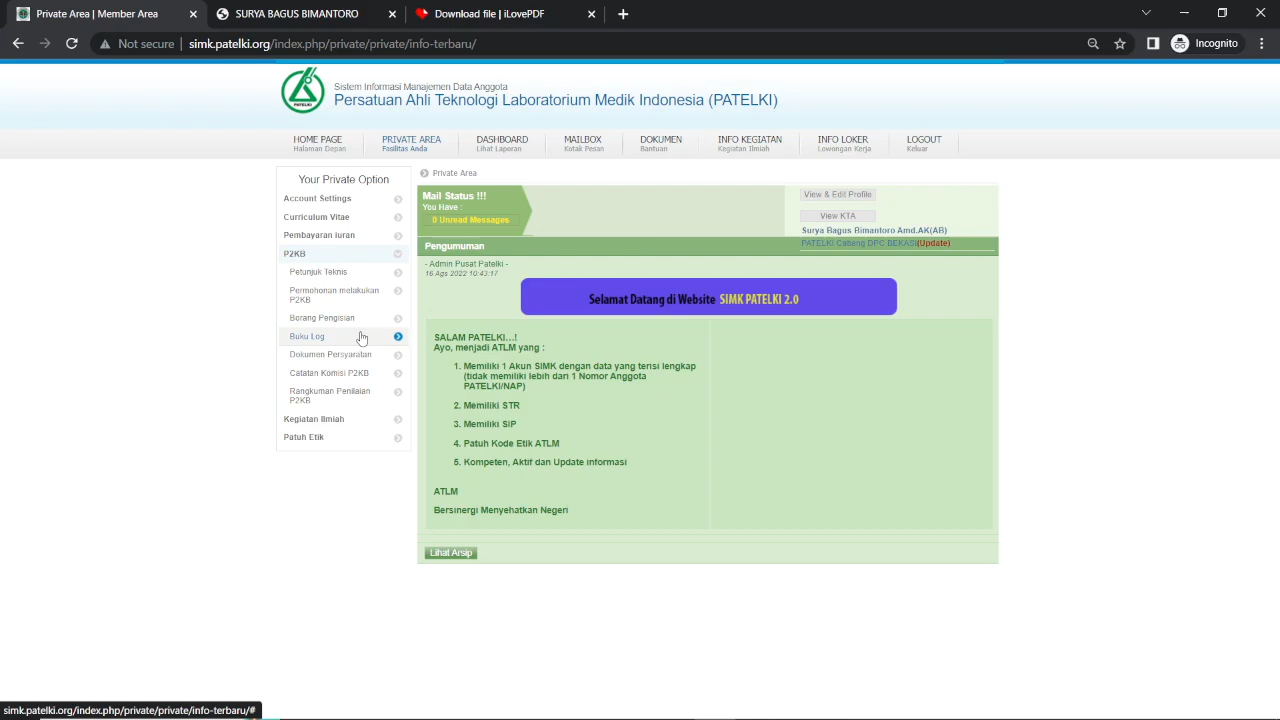 Private Area | Member Area
SURYA BAGUS BIMANTORO
Download file | iLovePDF
Not secure
simk.patelki.org/index.php/private/private/info-terbaru/
Incognito
PATELKI
Sistem Informasi Manajemen Data Anggota
Persatuan Ahli Teknologi Laboratorium Medik Indonesia (PATELKI)
HOME PAGE
Halaman Depan
PRIVATE AREA
Fasilitas Anda
DASHBOARD
Lihat Laporan
MAILBOX
Kotak Pesan
DOKUMEN
Bantuan
INFO KEGIATAN
Kegiatan Ilmiah
INFO LOKER
Lowongan Kerja
LOGOUT
Keluar
Your Private Option
Account Settings
Curriculum Vitae
Pembayaran iuran
P2KB
Petunjuk Teknis
Permohonan melakukan
P2KB
Borang Pengisian
Buku Log
Dokumen Persyaratan
Catatan Komisi P2KB
Rangkuman Penilaian
P2KB
Kegiatan Ilmiah
Patuh Etik
Private Area
Mail Status !!!
You Have :
0 Unread Messages
View & Edit Profile
View KTA
Surya Bagus Bimantoro Amd.AK(AB)
PATELKI Cabang DPC BEKASI(Update)
Pengumuman
- Admin Pusat Patelki -
16 Ags 2022 10:43:17
Selamat Datang di Website SIMK PATELKI 2.0
SALAM PATELKI...!
Ayo, menjadi ATLM yang :
1. Memiliki 1 Akun SIMK dengan data yang terisi lengkap
(tidak memiliki lebih dari 1 Nomor Anggota
PATELKI/NAP)
2. Memiliki STR
3. Memiliki SIP
4. Patuh Kode Etik ATLM
5. Kompeten, Aktif dan Update informasi
ATLM
Bersinergi Menyehatkan Negeri
Lihat Arsip
simk.patelki.org/index.php/private/private/info-terbaru/#